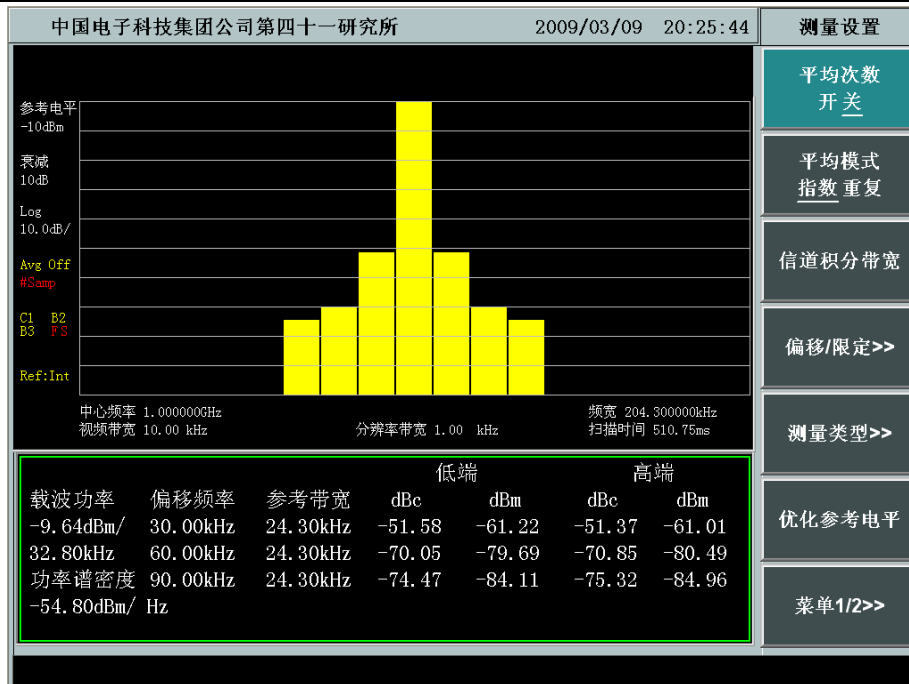 中国电子科技集团公司第四十一研究所 2009/03/09 20:25:44
测量设置
平均次数
开 关
平均模式
指数 重复
信道积分带宽
偏移/限定>>
测量类型>>
优化参考电平
菜单1/2>>
参考电平
-10dBm
衰减
10dB
Log
10.0dB/
Avg Off
#Samp
C1 B2
B3 FS
Ref:Int
中心频率 1.000000GHz 频宽 204.300000kHz
视频带宽 10.00 kHz 分辨率带宽 1.00 kHz 扫描时间 510.75ms
低端 高端
载波功率 偏移频率 参考带宽 dBc dBm dBc dBm
-9.64dBm/ 30.00kHz 24.30kHz -51.58 -61.22 -51.37 -61.01
32.80kHz 60.00kHz 24.30kHz -70.05 -79.69 -70.85 -80.49
功率谱密度 90.00kHz 24.30kHz -74.47 -84.11 -75.32 -84.96
-54.80dBm/ Hz